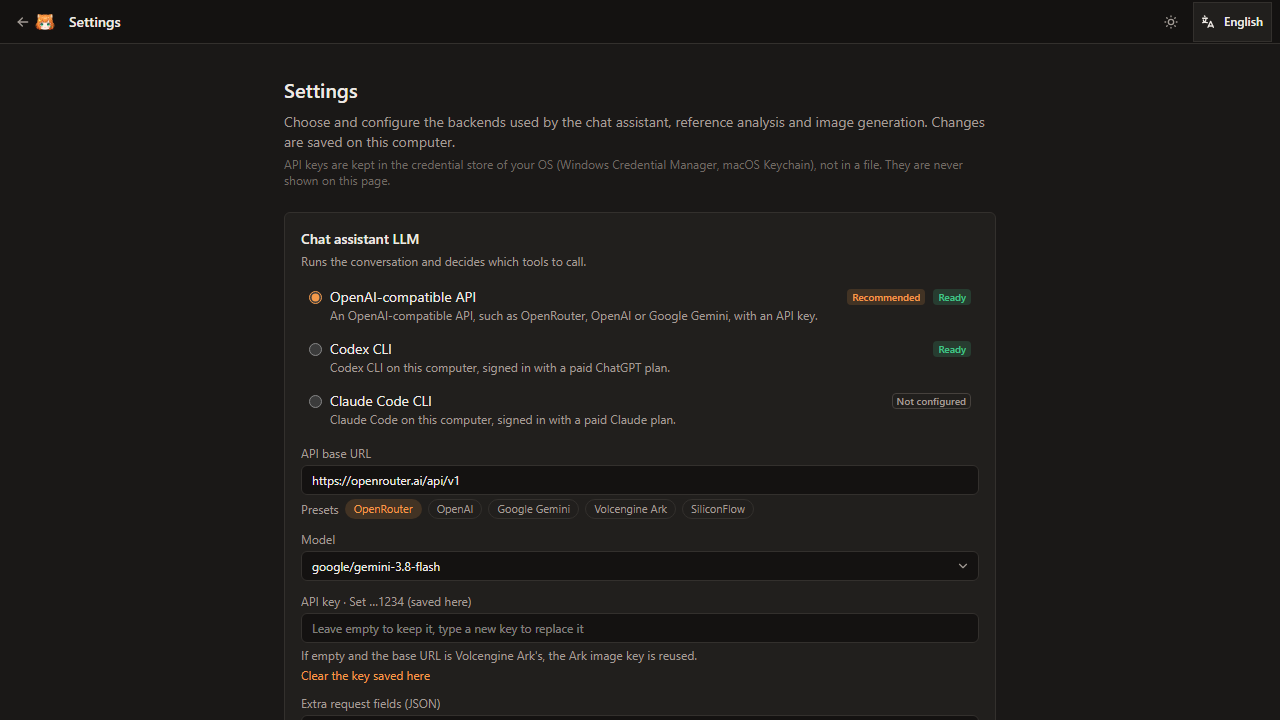 Settings
English
Settings
Choose and configure the backends used by the chat assistant, reference analysis and image generation. Changes
are saved on this computer.
API keys are kept in the credential store of your OS (Windows Credential Manager, macOS Keychain), not in a file. They are never
shown on this page.
Chat assistant LLM
Runs the conversation and decides which tools to call.
OpenAI-compatible API Recommended Ready
An OpenAI-compatible API, such as OpenRouter, OpenAI or Google Gemini, with an API key.
Codex CLI Ready
Codex CLI on this computer, signed in with a paid ChatGPT plan.
Claude Code CLI Not configured
Claude Code on this computer, signed in with a paid Claude plan.
API base URL
https://openrouter.ai/api/v1
Presets OpenRouter OpenAI Google Gemini Volcengine Ark SiliconFlow
Model
google/gemini-3.8-flash
API key · Set …1234 (saved here)
Leave empty to keep it, type a new key to replace it
If empty and the base URL is Volcengine Ark's, the Ark image key is reused.
Clear the key saved here
Extra request fields (JSON)